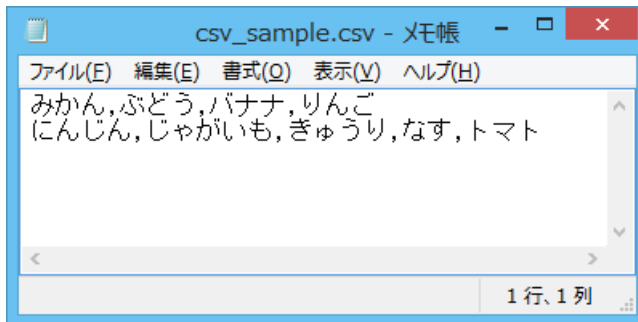 csv_sample.csv - メモ帳
ファイル(F) 編集(E) 書式(O) 表示(V) ヘルプ(H)
みかん,ぶどう,バナナ,りんご
にんじん,じゃがいも,きゅうり,なす,トマト
1 行、1 列